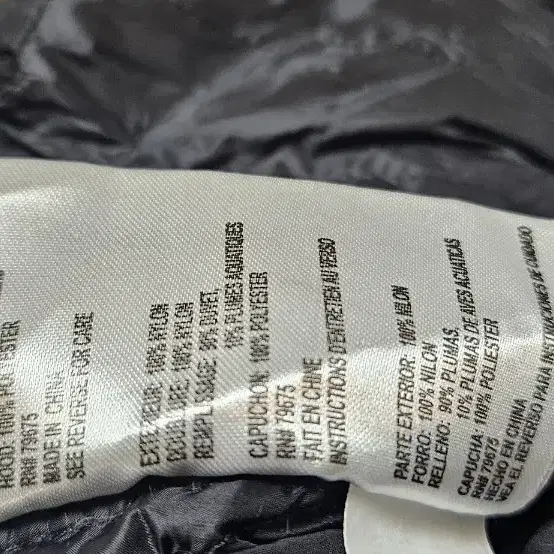 HOOD: 100% POLYESTER
RN# 79675
MADE IN CHINA
SEE REVERSE FOR CARE
EXTÉRIEUR: 100% NYLON
DOUBLURE: 100% NYLON
REMPLISSAGE: 90% DUVET,
10% PLUMES AQUATIQUES
CAPUCHON: 100% POLYESTER
RN# 79675
FAIT EN CHINE
INSTRUCTIONS D'ENTRETIEN AU VERSO
PARTE EXTERIOR: 100% NILON
FORRO: 100% NILON
RELLENO: 90% PLUMAS,
10% PLUMAS DE AVES ACUATICAS
CAPUCHA: 100% POLIESTER
RN# 79675
HECHO EN CHINA
VEA EL REVERSO PARA INSTRUCCIONES DE CUIDADO